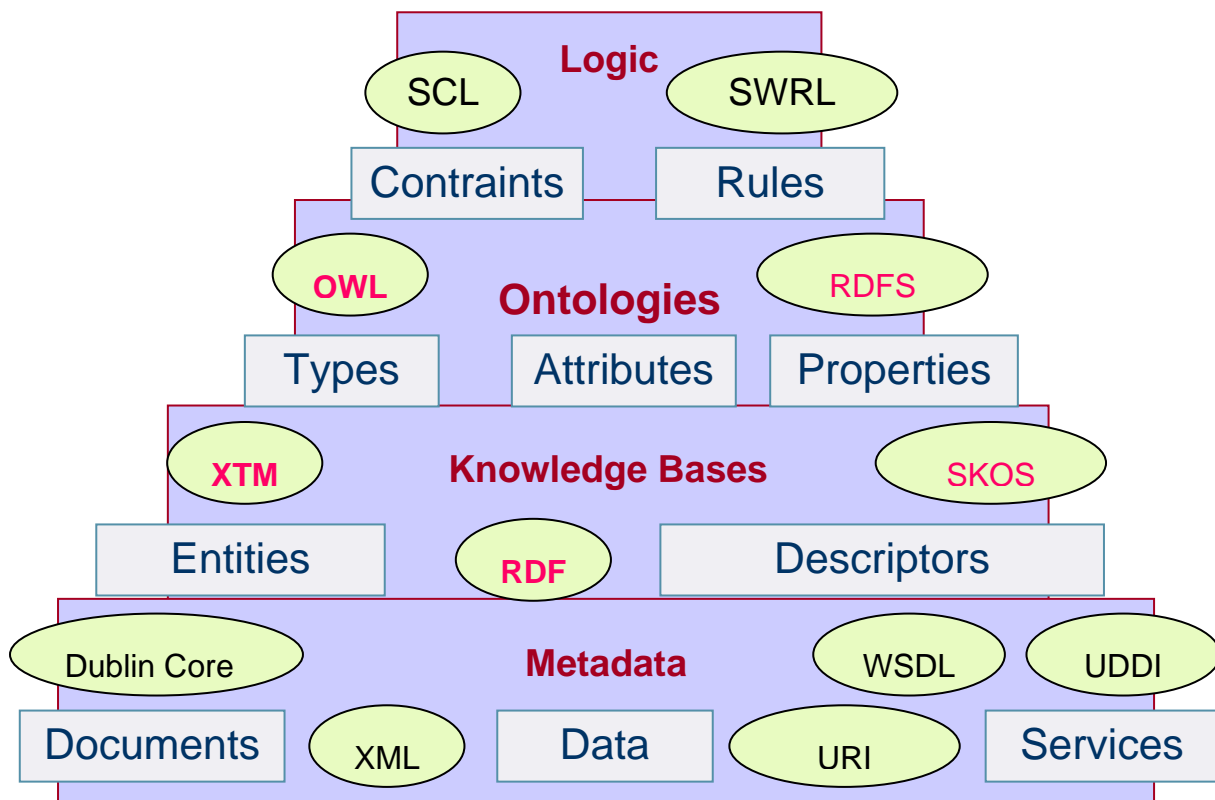 Logic
SCL
SWRL
Contraints
Rules
OWL
Ontologies
RDFS
Types
Attributes
Properties
XTM
Knowledge Bases
SKOS
Entities
RDF
Descriptors
Dublin Core
Metadata
WSDL
UDDI
Documents
XML
Data
URI
Services